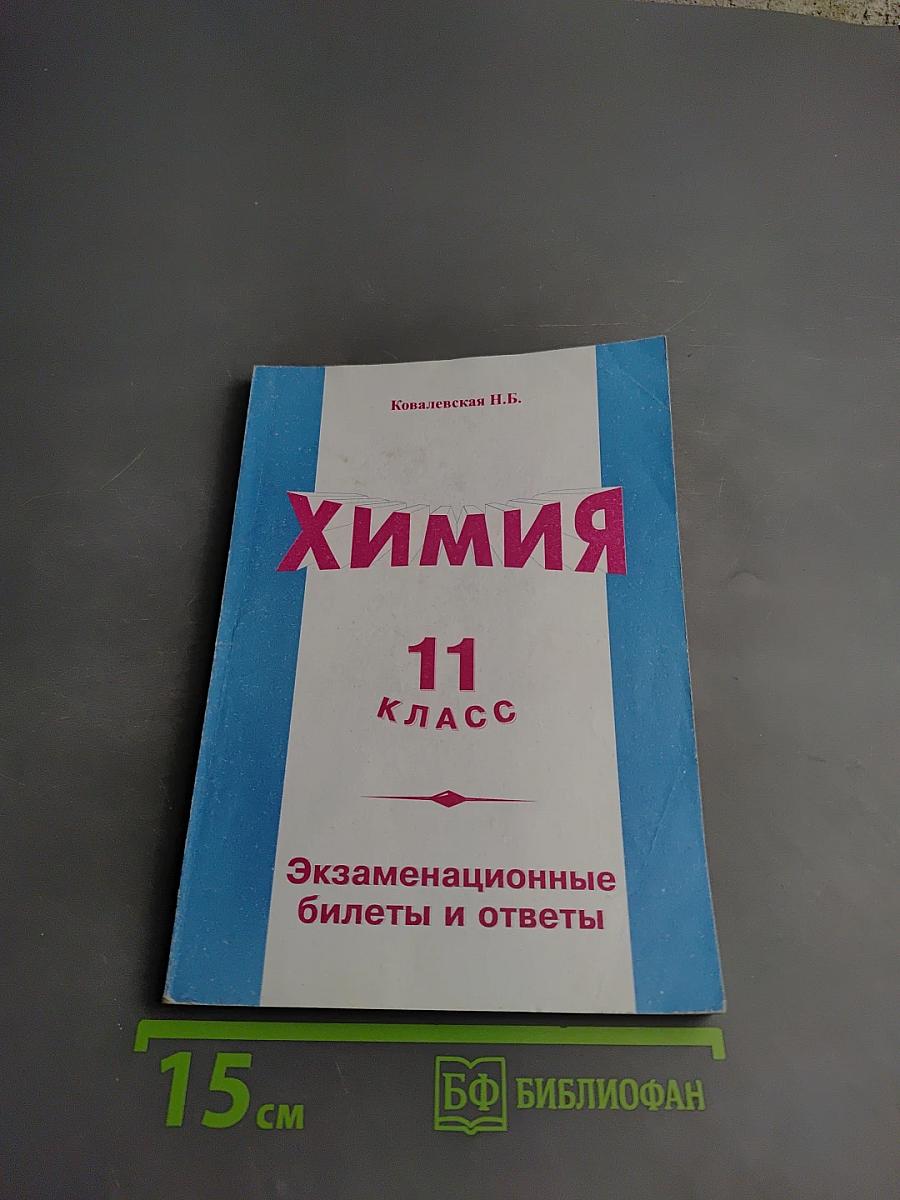 Ковалевская Н.Б.
ХИМИЯ
11
КЛАСС
Экзаменационные
билеты и ответы
15 см
БФ БИБЛИОФАН